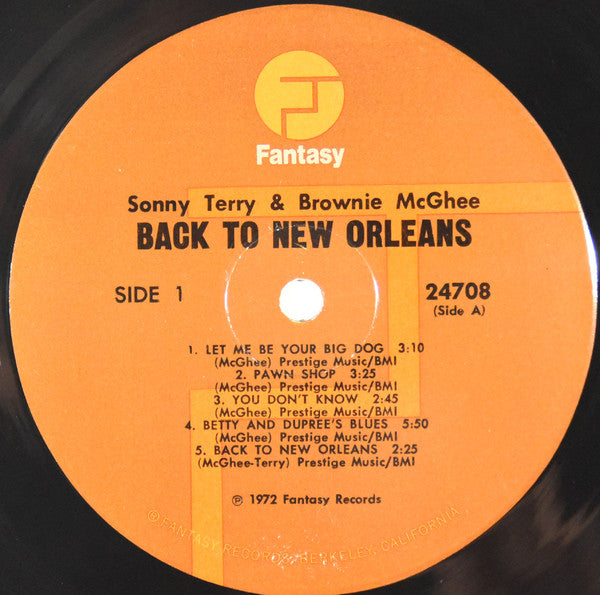 Fantasy
Sonny Terry & Brownie McGhee
BACK TO NEW ORLEANS
SIDE 1
24708
(Side A)
1. LET ME BE YOUR BIG DOG 3:10
(McGhee) Prestige Music/BMI
2. PAWN SHOP 3:25
(McGhee) Prestige Music/BMI
3. YOU DON'T KNOW 2:45
(McGhee) Prestige Music/BMI
4. BETTY AND DUPREE'S BLUES 5:50
(McGhee) Prestige Music/BMI
5. BACK TO NEW ORLEANS 2:25
(McGhee-Terry) Prestige Music/BMI
℗ 1972 Fantasy Records
© FANTASY RECORDS, BERKELEY, CALIFORNIA